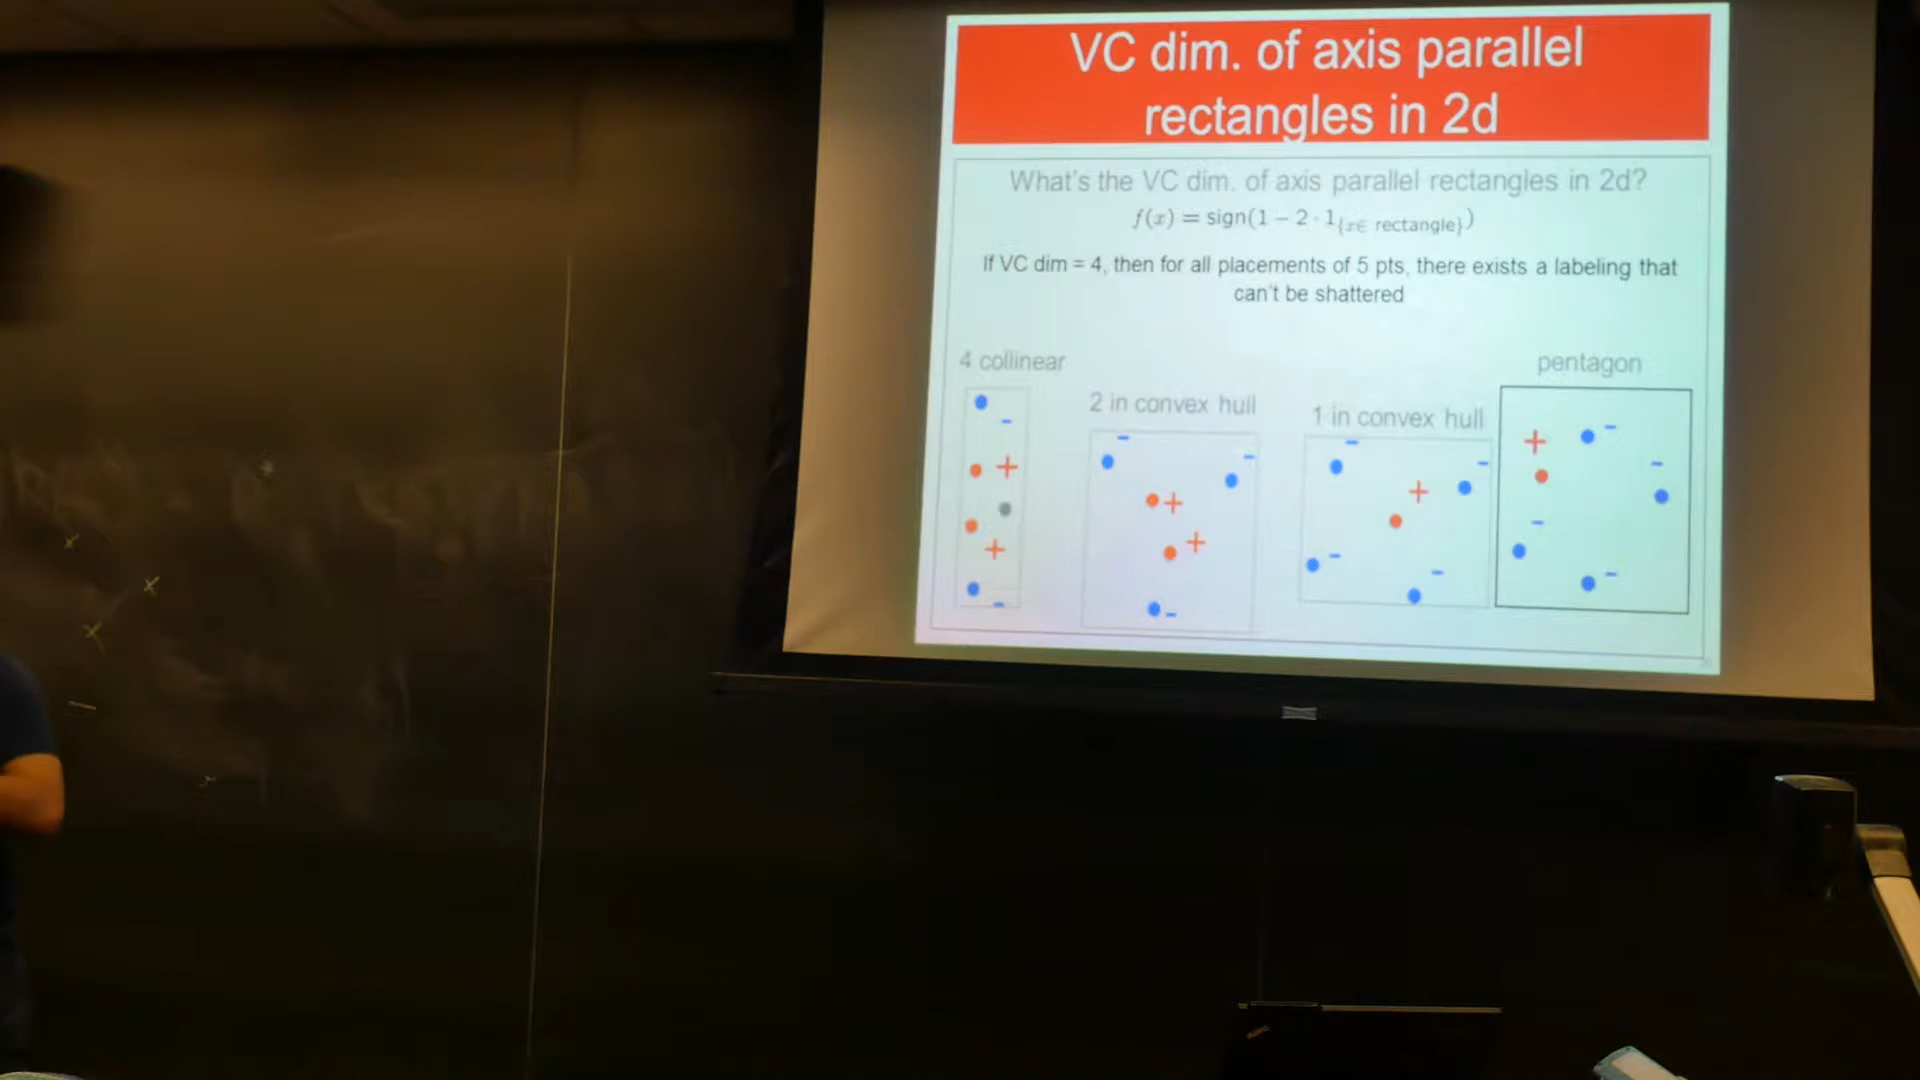 VC dim. of axis parallel
rectangles in 2d
What's the VC dim. of axis parallel rectangles in 2d?
f(x) = sign(1 − 2 · 1{x∈ rectangle})
If VC dim = 4, then for all placements of 5 pts, there exists a labeling that
can't be shattered
4 collinear
2 in convex hull
1 in convex hull
pentagon